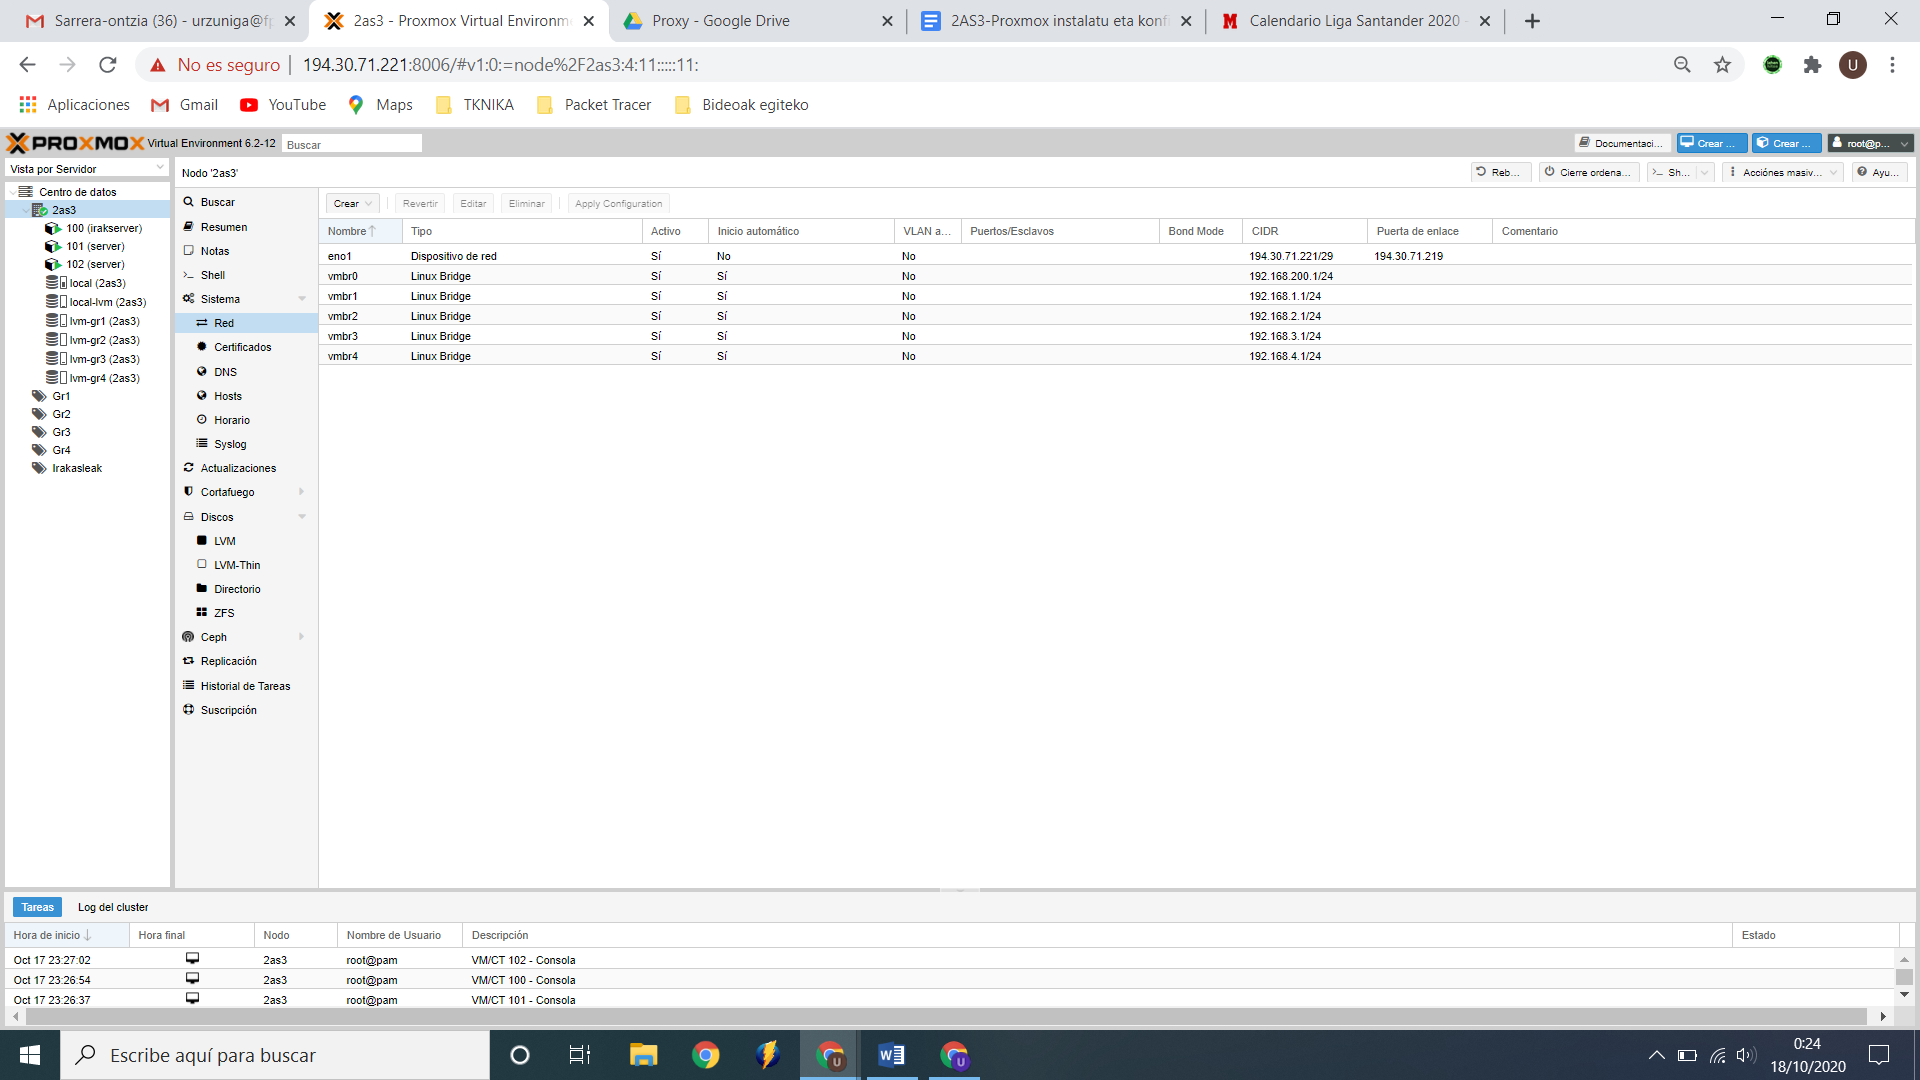 Sarrera-ontzia (36) - urzuniga@fp
2as3 - Proxmox Virtual Environme
Proxy - Google Drive
2AS3-Proxmox instalatu eta konfi
Calendario Liga Santander 2020 -
No es seguro
194.30.71.221:8006/#v1:0:=node%2F2as3:4:11:::::11:
U
Aplicaciones
Gmail
YouTube
Maps
TKNIKA
Packet Tracer
Bideoak egiteko
PROXMOX Virtual Environment 6.2-12
Buscar
Documentaci...
Crear ...
Crear ...
root@p...
Vista por Servidor
Nodo '2as3'
Reb...
Cierre ordena...
Sh...
Acciónes masiv...
Ayu...
Centro de datos
2as3
100 (irakserver)
101 (server)
102 (server)
local (2as3)
local-lvm (2as3)
lvm-gr1 (2as3)
lvm-gr2 (2as3)
lvm-gr3 (2as3)
lvm-gr4 (2as3)
Gr1
Gr2
Gr3
Gr4
Irakasleak
Buscar
Resumen
Notas
Shell
Sistema
Red
Certificados
DNS
Hosts
Horario
Syslog
Actualizaciones
Cortafuego
Discos
LVM
LVM-Thin
Directorio
ZFS
Ceph
Replicación
Historial de Tareas
Suscripción
Crear
Revertir
Editar
Eliminar
Apply Configuration
Nombre Tipo Activo Inicio automático VLAN a... Puertos/Esclavos Bond Mode CIDR Puerta de enlace Comentario
eno1 Dispositivo de red Sí No No 194.30.71.221/29 194.30.71.219
vmbr0 Linux Bridge Sí Sí No 192.168.200.1/24
vmbr1 Linux Bridge Sí Sí No 192.168.1.1/24
vmbr2 Linux Bridge Sí Sí No 192.168.2.1/24
vmbr3 Linux Bridge Sí Sí No 192.168.3.1/24
vmbr4 Linux Bridge Sí Sí No 192.168.4.1/24
Tareas
Log del cluster
Hora de inicio Hora final Nodo Nombre de Usuario Descripción Estado
Oct 17 23:27:02 2as3 root@pam VM/CT 102 - Consola
Oct 17 23:26:54 2as3 root@pam VM/CT 100 - Consola
Oct 17 23:26:37 2as3 root@pam VM/CT 101 - Consola
Escribe aquí para buscar
0:24
18/10/2020